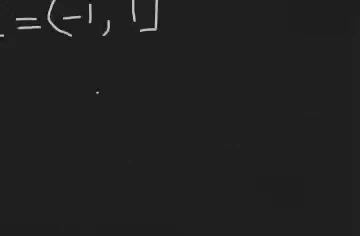 = (-1, 1]